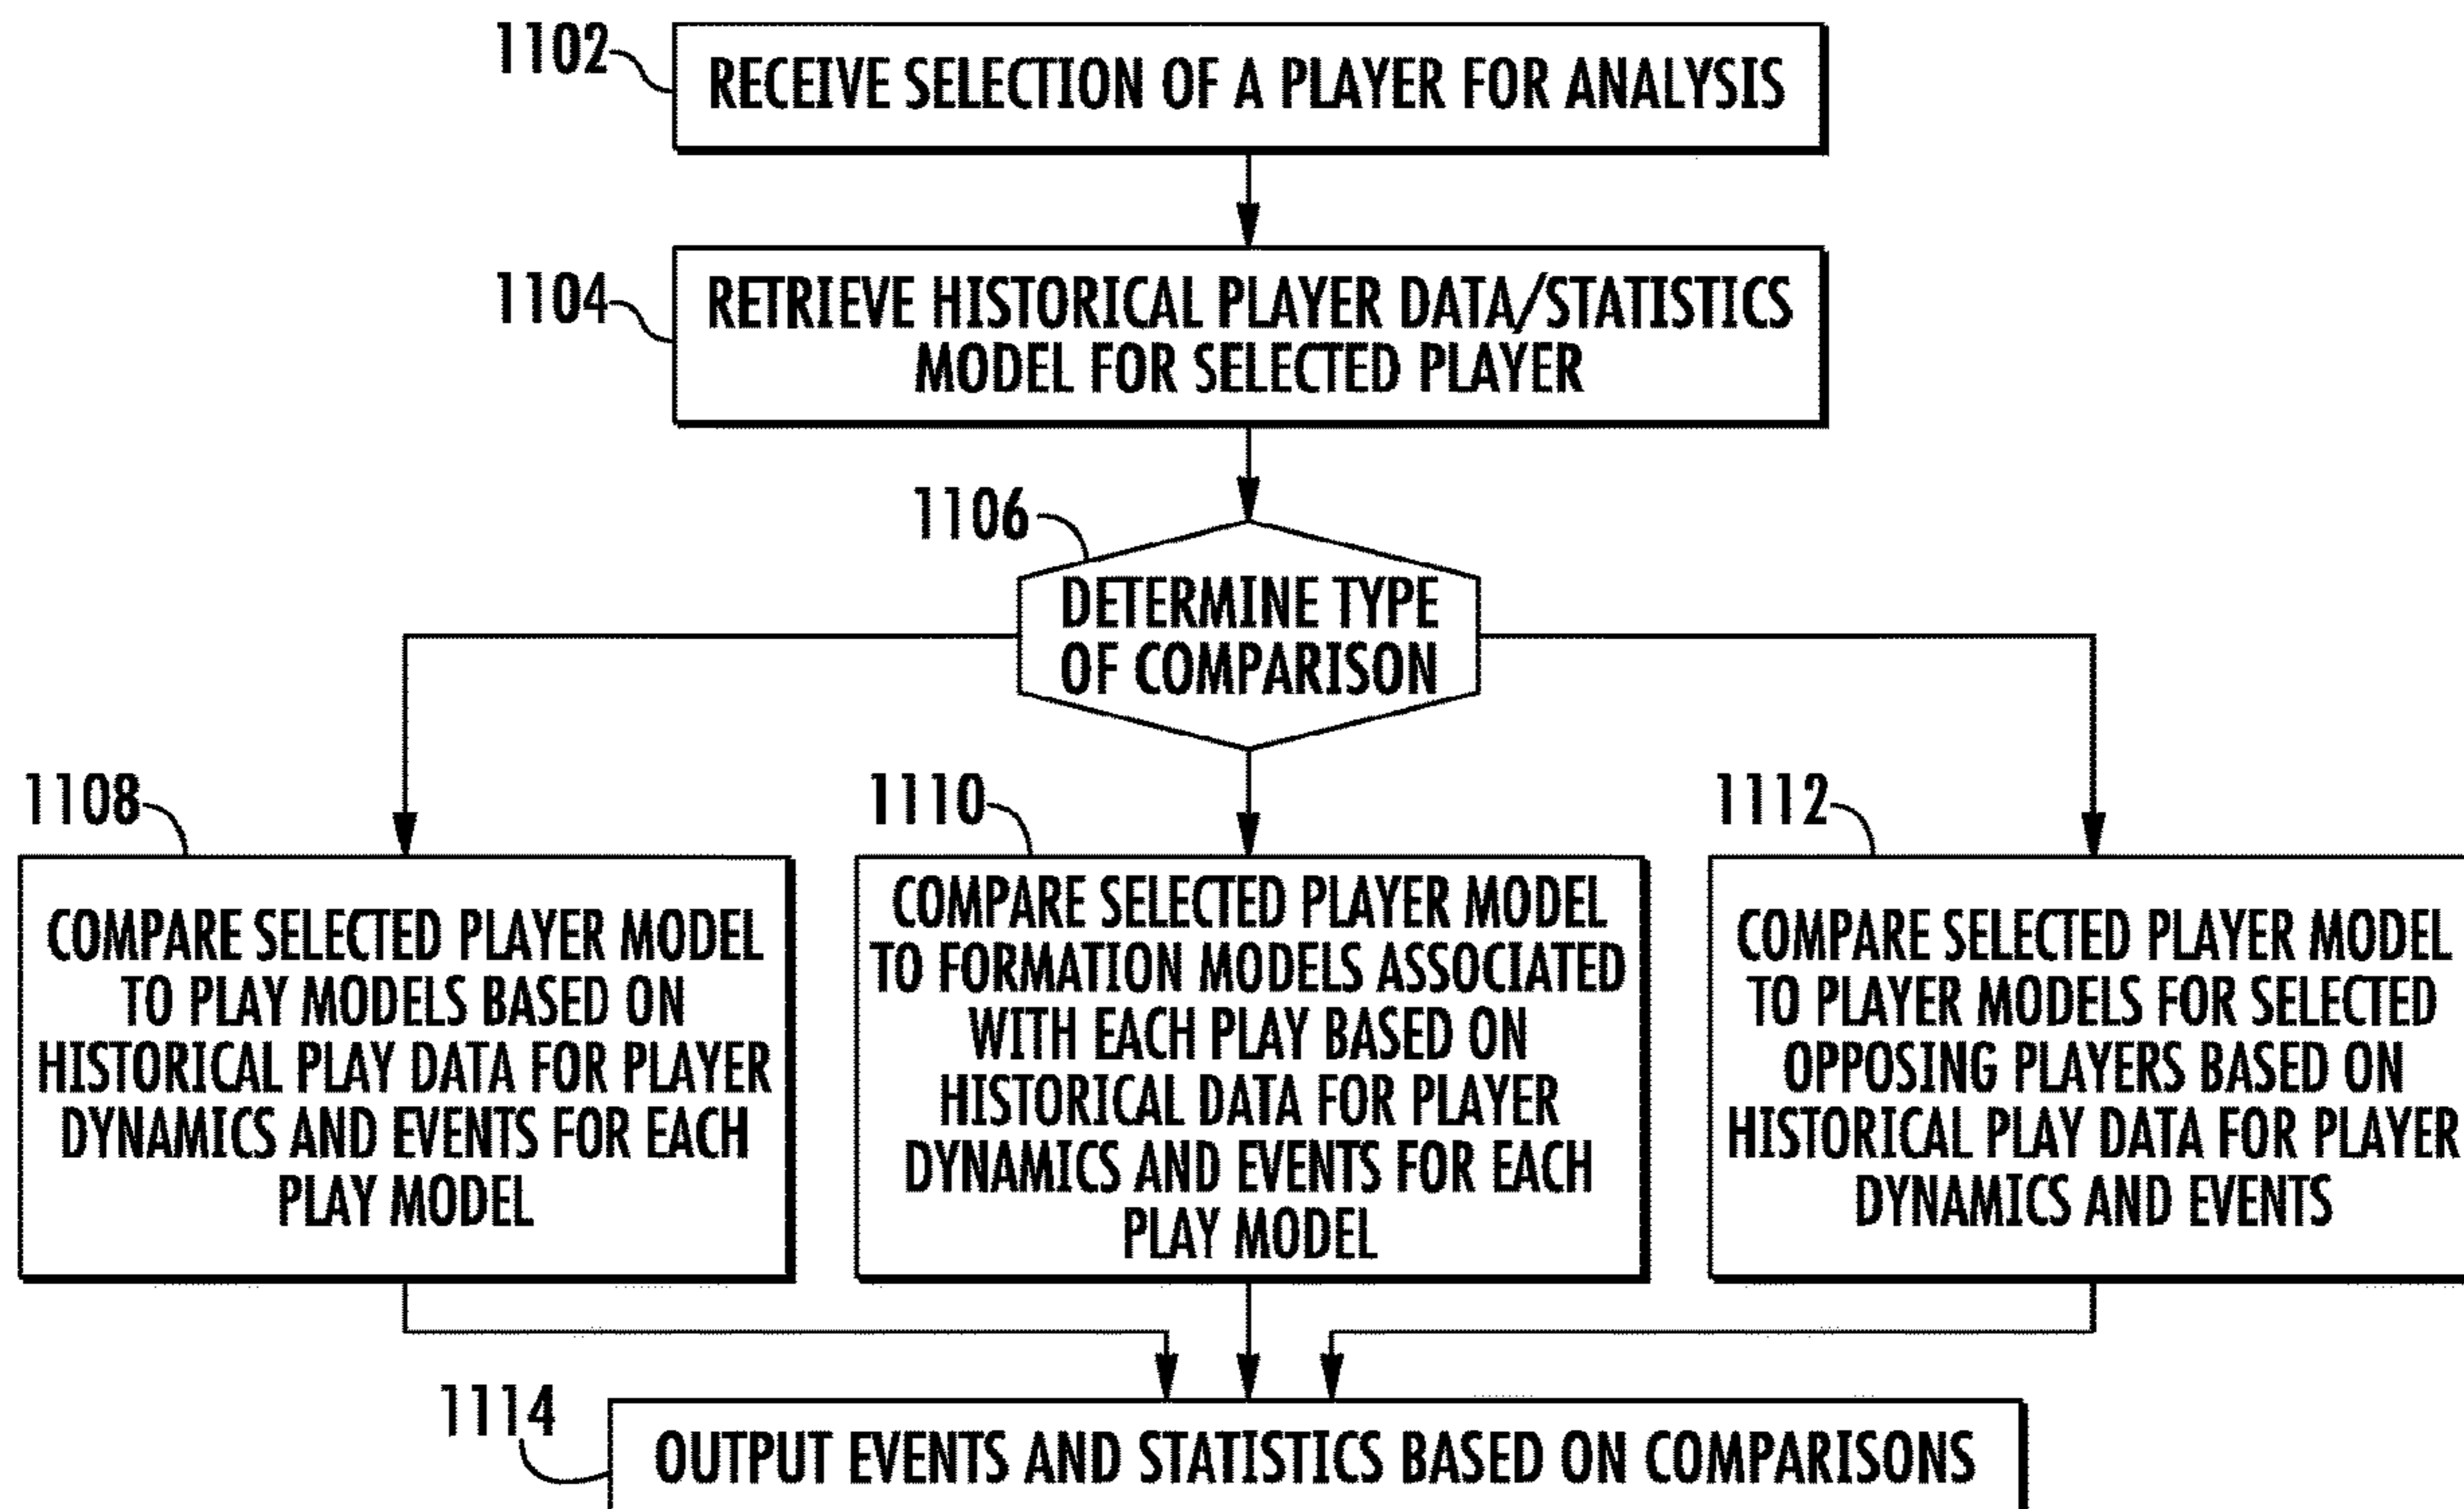 1102
RECEIVE SELECTION OF A PLAYER FOR ANALYSIS
1104
RETRIEVE HISTORICAL PLAYER DATA/STATISTICS
MODEL FOR SELECTED PLAYER
1106
DETERMINE TYPE
OF COMPARISON
1108
COMPARE SELECTED PLAYER MODEL
TO PLAY MODELS BASED ON
HISTORICAL PLAY DATA FOR PLAYER
DYNAMICS AND EVENTS FOR EACH
PLAY MODEL
1110
COMPARE SELECTED PLAYER MODEL
TO FORMATION MODELS ASSOCIATED
WITH EACH PLAY BASED ON
HISTORICAL DATA FOR PLAYER
DYNAMICS AND EVENTS FOR EACH
PLAY MODEL
1112
COMPARE SELECTED PLAYER MODEL
TO PLAYER MODELS FOR SELECTED
OPPOSING PLAYERS BASED ON
HISTORICAL PLAY DATA FOR PLAYER
DYNAMICS AND EVENTS
1114
OUTPUT EVENTS AND STATISTICS BASED ON COMPARISONS